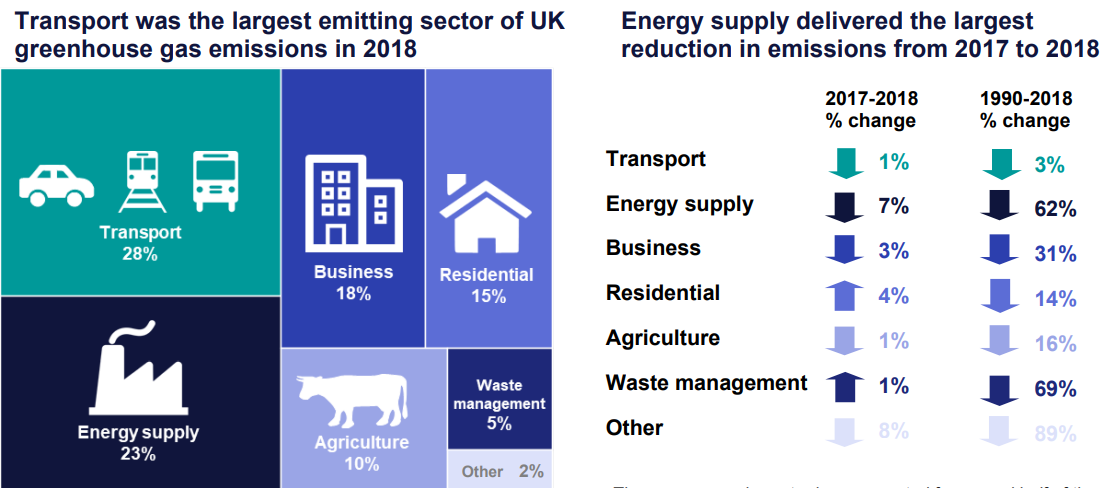 Transport was the largest emitting sector of UK
greenhouse gas emissions in 2018
Transport
28%
Energy supply
23%
Business
18%
Residential
15%
Agriculture
10%
Waste
management
5%
Other 2%
Energy supply delivered the largest
reduction in emissions from 2017 to 2018
2017-2018 1990-2018
% change % change
Transport 1% 3%
Energy supply 7% 62%
Business 3% 31%
Residential 4% 14%
Agriculture 1% 16%
Waste management 1% 69%
Other 8% 89%